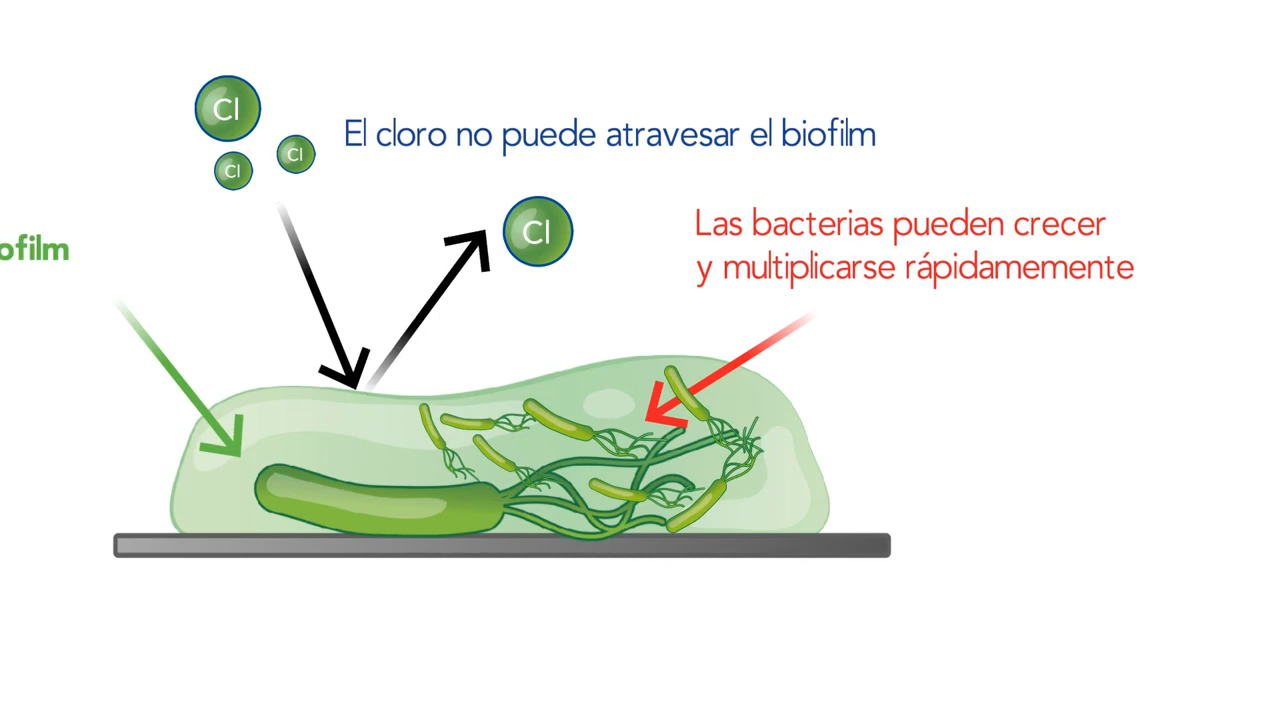 Cl
El cloro no puede atravesar el biofilm
Cl
Cl
Las bacterias pueden crecer
y multiplicarse rápidamemente
Cl
ofilm